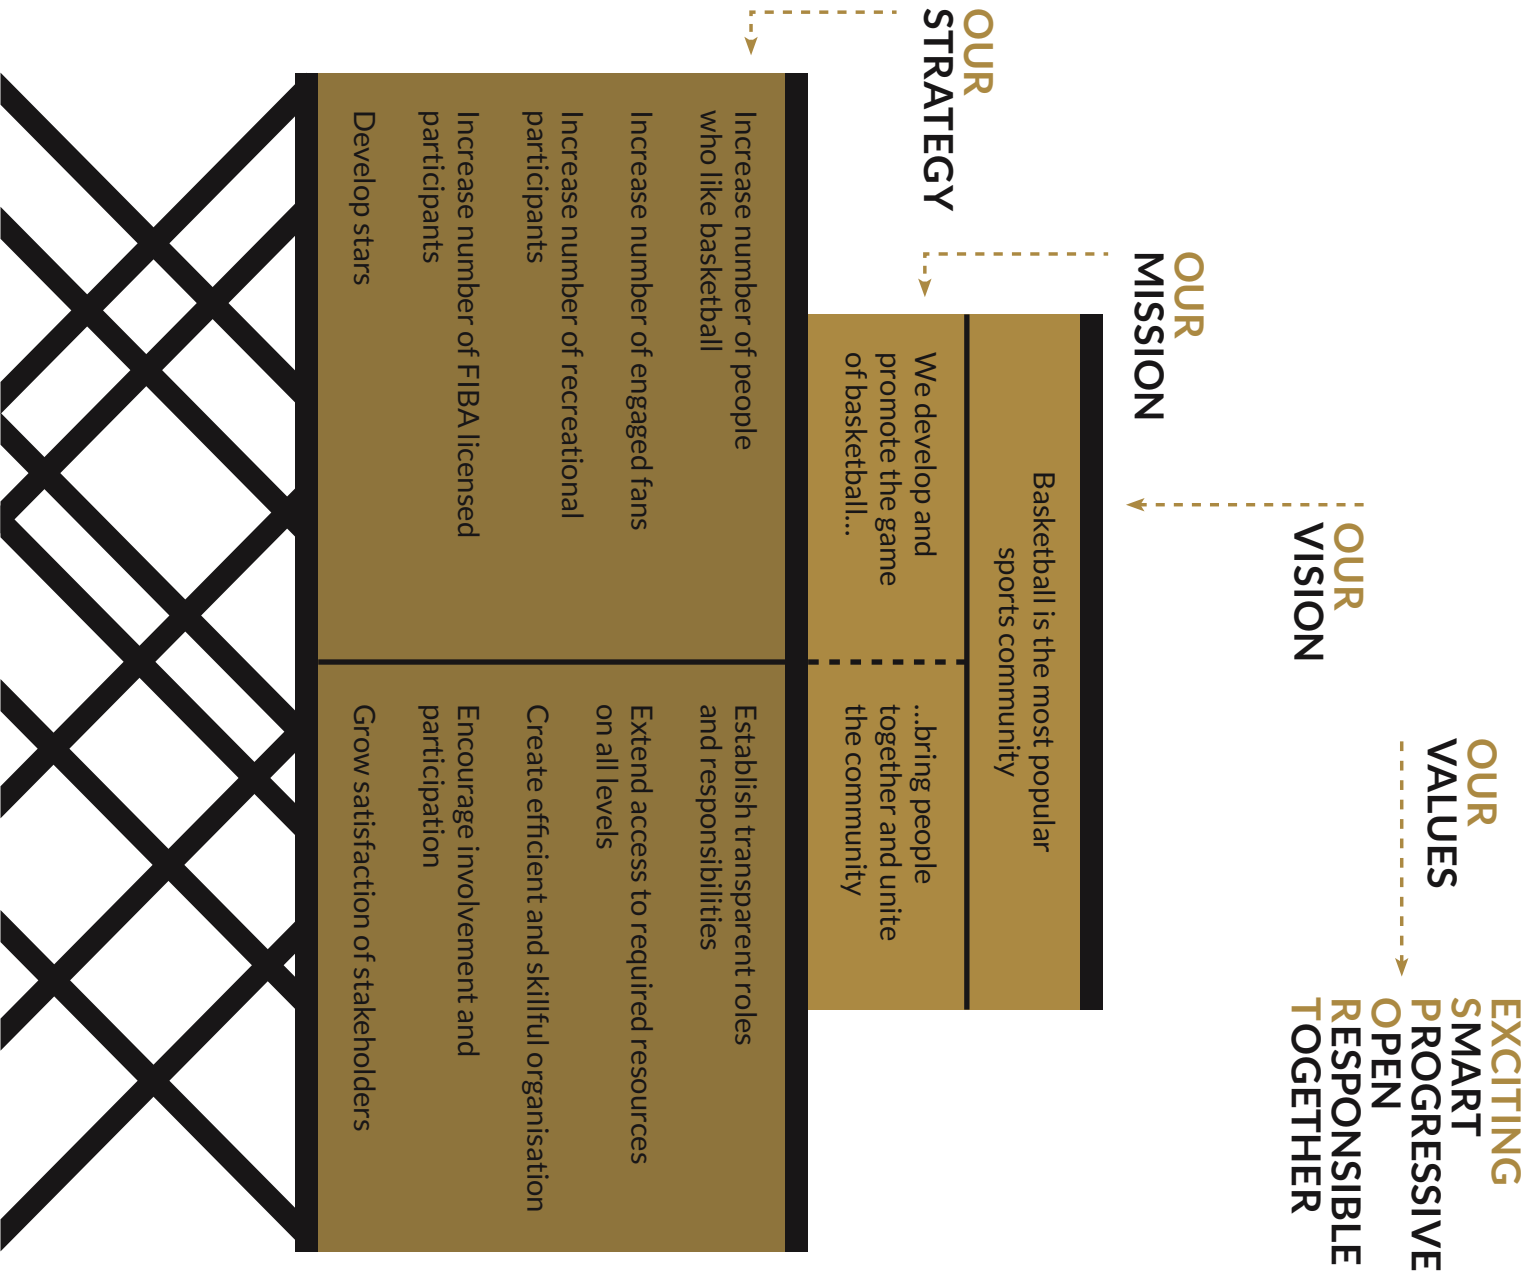 OUR
VALUES
EXCITING
SMART
PROGRESSIVE
OPEN
RESPONSIBLE
TOGETHER
OUR
VISION
Basketball is the most popular
sports community
OUR
MISSION
We develop and
promote the game
of basketball...
...bring people
together and unite
the community
OUR
STRATEGY
Increase number of people
who like basketball
Increase number of engaged fans
Increase number of recreational
participants
Increase number of FIBA licensed
participants
Develop stars
Establish transparent roles
and responsibilities
Extend access to required resources
on all levels
Create efficient and skillful organisation
Encourage involvement and
participation
Grow satisfaction of stakeholders